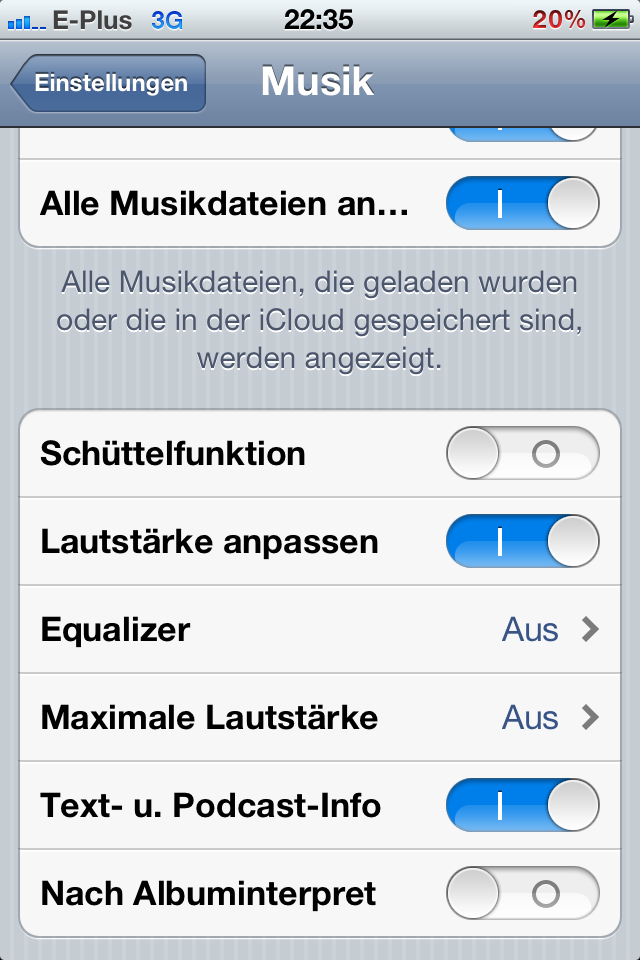 E-Plus 3G 22:35 20%
Einstellungen Musik
Alle Musikdateien an...
Alle Musikdateien, die geladen wurden
oder die in der iCloud gespeichert sind,
werden angezeigt.
Schüttelfunktion
Lautstärke anpassen
Equalizer Aus
Maximale Lautstärke Aus
Text- u. Podcast-Info
Nach Albuminterpret